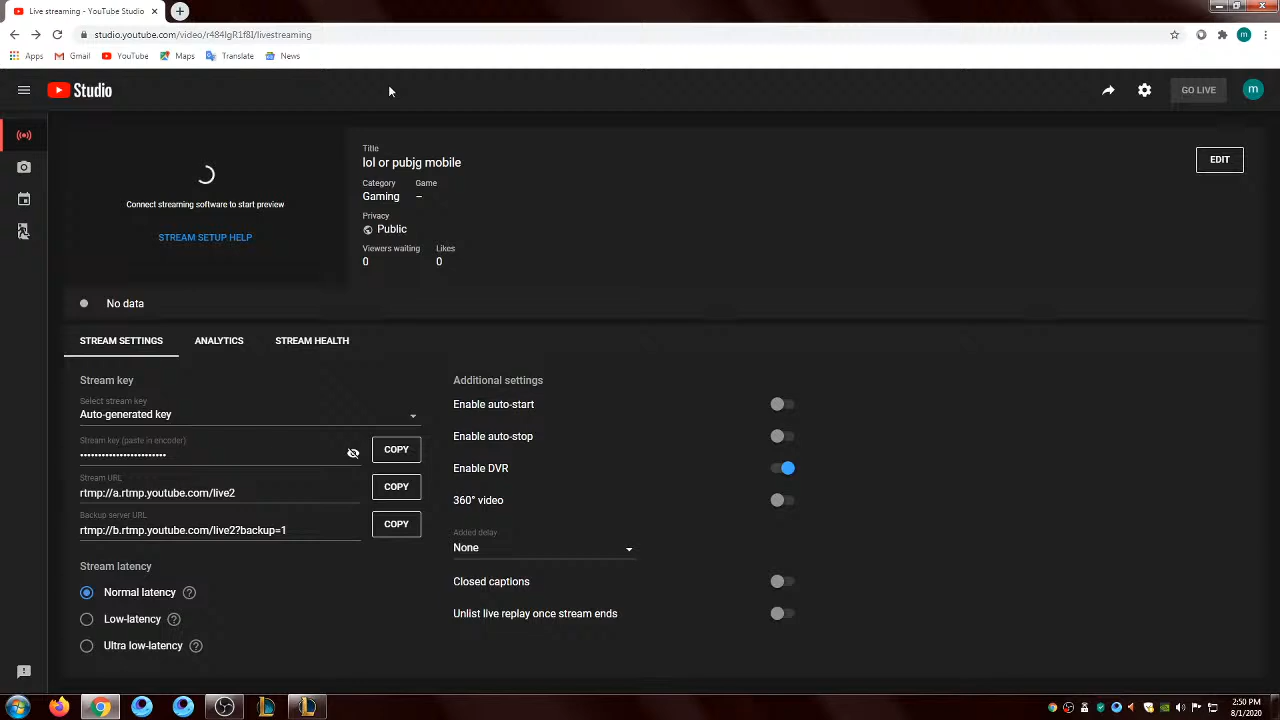 Live streaming - YouTube Studio
studio.youtube.com/video/r484IgR1f8I/livestreaming
m
Apps Gmail YouTube Maps Translate News
Studio
GO LIVE
m
Title
lol or pubjg mobile
EDIT
Category Game
Gaming –
Connect streaming software to start preview
Privacy
Public
STREAM SETUP HELP
Viewers waiting Likes
0 0
No data
STREAM SETTINGS ANALYTICS STREAM HEALTH
Stream key
Select stream key
Auto-generated key
Stream key (paste in encoder)
••••••••••••••••••••••••
COPY
Stream URL
rtmp://a.rtmp.youtube.com/live2
COPY
Backup server URL
rtmp://b.rtmp.youtube.com/live2?backup=1
COPY
Stream latency
Normal latency
Low-latency
Ultra low-latency
Additional settings
Enable auto-start
Enable auto-stop
Enable DVR
360° video
Added delay
None
Closed captions
Unlist live replay once stream ends
2:50 PM
8/1/2020